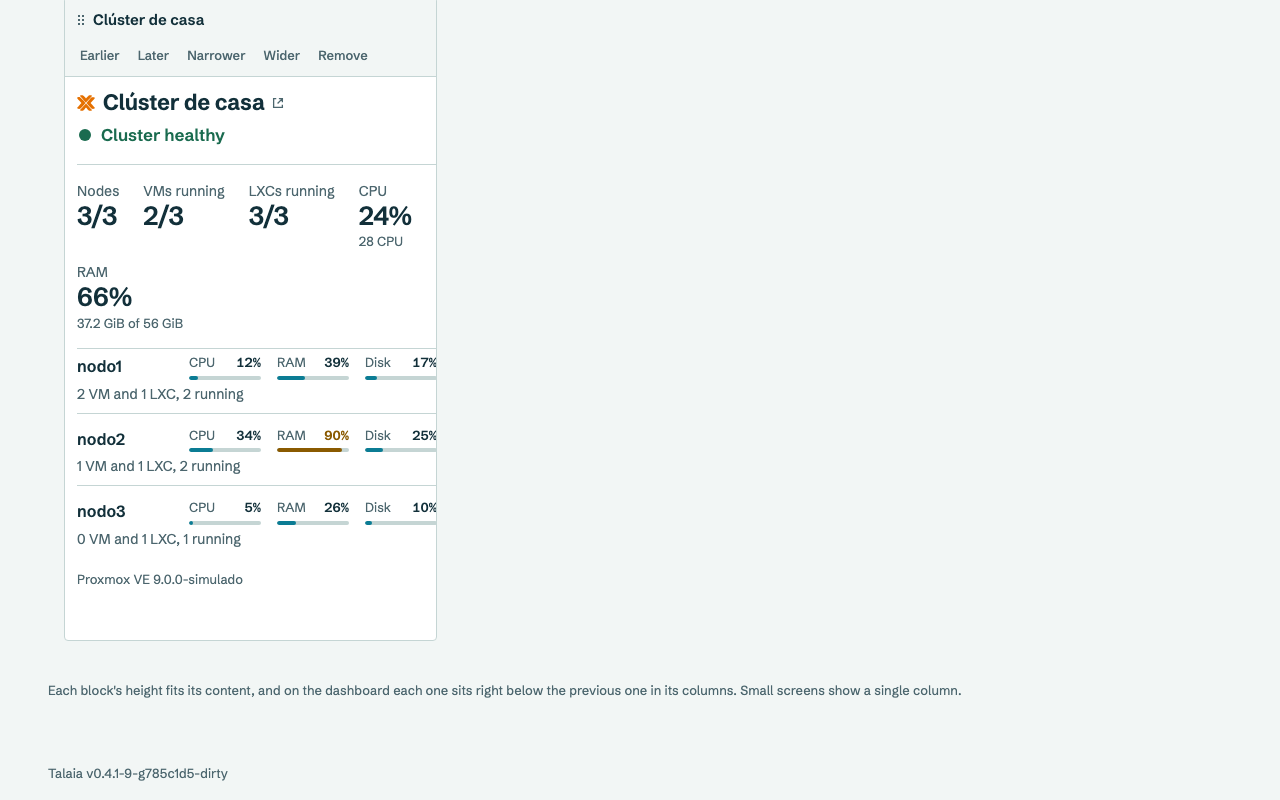 Clúster de casa
Earlier Later Narrower Wider Remove
Clúster de casa
Cluster healthy
Nodes VMs running LXCs running CPU
3/3 2/3 3/3 24%
28 CPU
RAM
66%
37.2 GiB of 56 GiB
nodo1 CPU 12% RAM 39% Disk 17%
2 VM and 1 LXC, 2 running
nodo2 CPU 34% RAM 90% Disk 25%
1 VM and 1 LXC, 2 running
nodo3 CPU 5% RAM 26% Disk 10%
0 VM and 1 LXC, 1 running
Proxmox VE 9.0.0-simulado
Each block's height fits its content, and on the dashboard each one sits right below the previous one in its columns. Small screens show a single column.
Talaia v0.4.1-9-g785c1d5-dirty